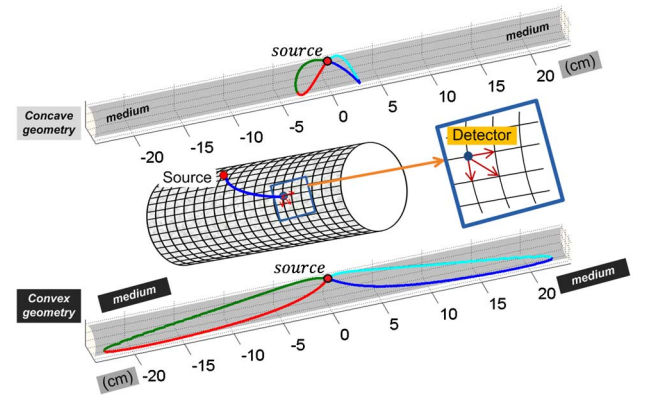 source
medium
medium
(cm)
Concave
geometry
-20
-15
-10
-5
0
5
10
15
20
Detector
Source
source
medium
medium
Convex
geometry
(cm)
-20
-15
-10
-5
0
5
10
15
20